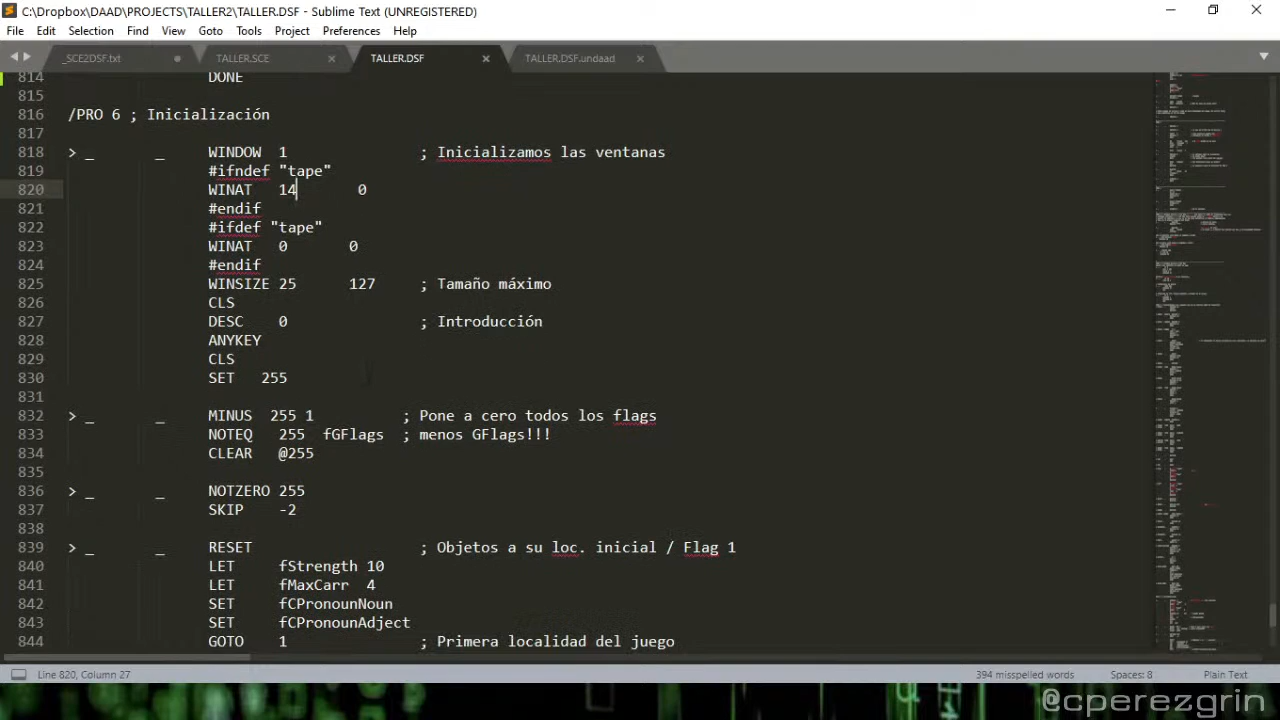 C:\Dropbox\DAAD\PROJECTS\TALLER2\TALLER.DSF - Sublime Text (UNREGISTERED)
File Edit Selection Find View Goto Tools Project Preferences Help
_SCE2DSF.txt TALLER.SCE TALLER.DSF TALLER.DSF.undaad
814 DONE
815
816 /PRO 6 ; Inicialización
817
818 > _ _ WINDOW 1 ; Inicializamos las ventanas
819 #ifndef "tape"
820 WINAT 14 0
821 #endif
822 #ifdef "tape"
823 WINAT 0 0
824 #endif
825 WINSIZE 25 127 ; Tamaño máximo
826 CLS
827 DESC 0 ; Introducción
828 ANYKEY
829 CLS
830 SET 255
831
832 > _ _ MINUS 255 1 ; Pone a cero todos los flags
833 NOTEQ 255 fGFlags ; menos GFlags!!!
834 CLEAR @255
835
836 > _ _ NOTZERO 255
837 SKIP -2
838
839 > _ _ RESET ; Objetos a su loc. inicial / Flag 1
840 LET fStrength 10
841 LET fMaxCarr 4
842 SET fCPronounNoun
843 SET fCPronounAdject
844 GOTO 1 ; Primera localidad del juego
Line 820, Column 27 394 misspelled words Spaces: 8 Plain Text
@cperezgrin